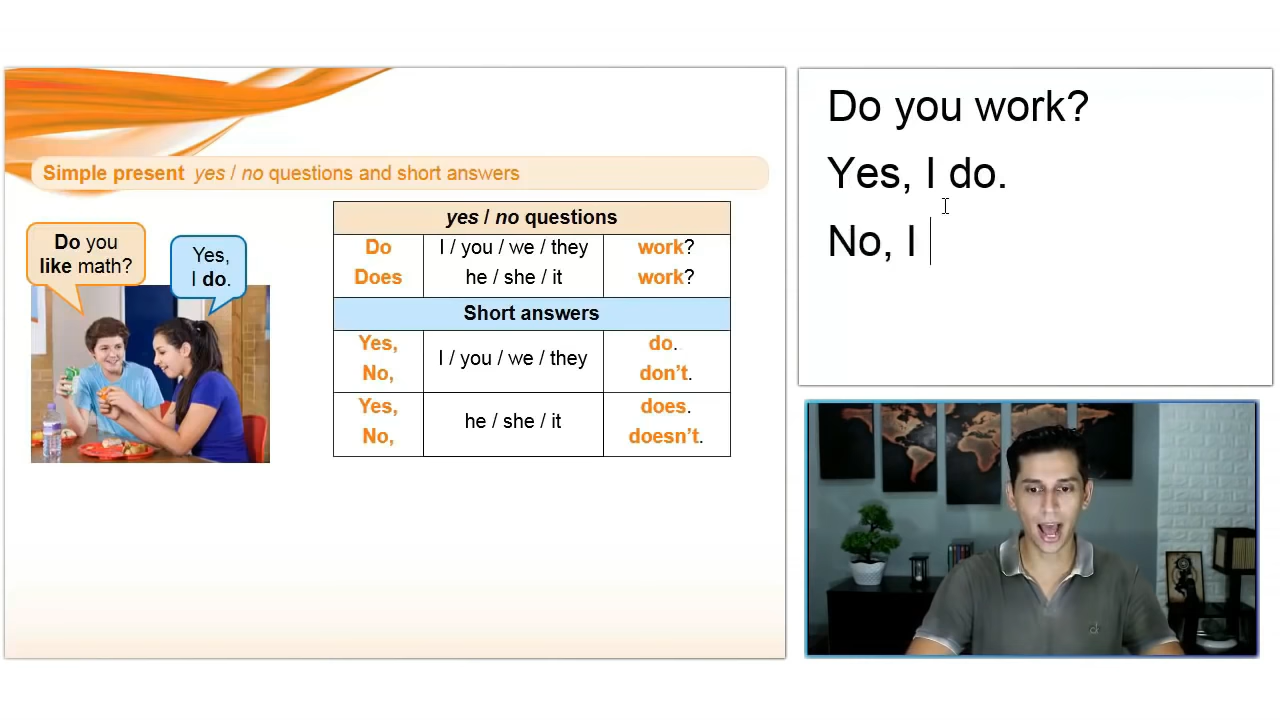 Simple present yes / no questions and short answers
Do you
like math?
Yes,
I do.
yes / no questions
Do I / you / we / they work?
Does he / she / it work?
Short answers
Yes, do.
I / you / we / they
No, don't.
Yes, does.
he / she / it
No, doesn't.
Do you work?
Yes, I do.
No, I